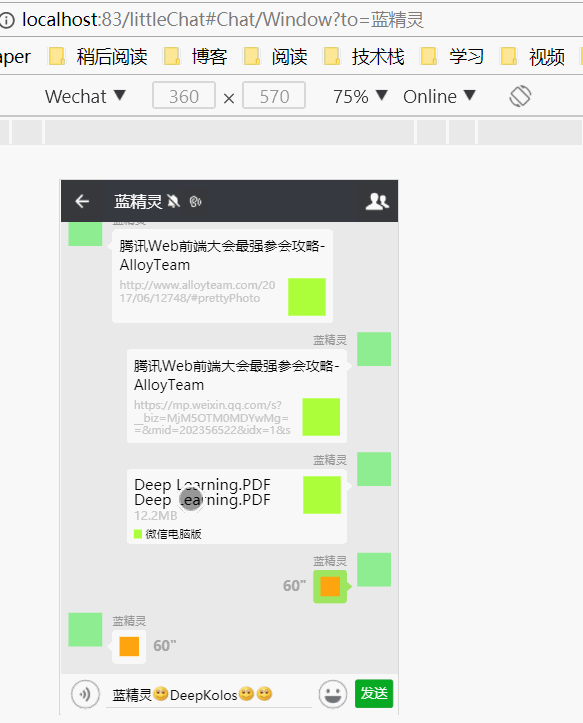 localhost:83/littleChat#Chat/Window?to=蓝精灵
aper 稍后阅读 博客 阅读 技术栈 学习 视频
Wechat ▼ 360 × 570 75% ▼ Online ▼
蓝精灵
蓝精灵
腾讯Web前端大会最强参会攻略-
AlloyTeam
http://www.alloyteam.com/20
17/06/12748/#prettyPhoto
蓝精灵
腾讯Web前端大会最强参会攻略-
AlloyTeam
https://mp.weixin.qq.com/s?
__biz=MjM5OTM0MDYwMg=
=&mid=202356522&idx=1&s
蓝精灵
Deep Learning.PDF
Deep Learning.PDF
12.2MB
微信电脑版
蓝精灵
60"
蓝精灵
60"
蓝精灵😊DeepKolos😊😊 发送